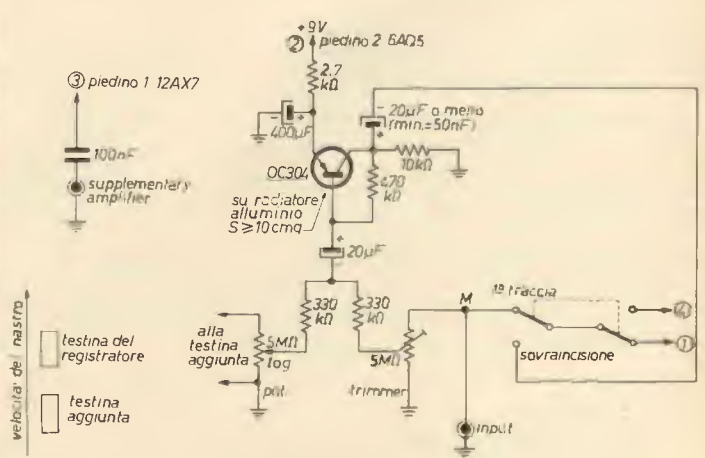 +9V
② piedino 2 6AQ5
2,7
kΩ
③ piedino 1 12AX7
100nF
supplementary
amplifier
400µF
- +
-
20µF o meno
(min.=50nF)
+
10kΩ
470
kΩ
OC304
su radiatore
alluminio
S≥10cmq
+
20µF
330
kΩ
330
kΩ
alla
testina
aggiunta
5MΩ
log
pot.
5MΩ
trimmer
M
1ª traccia
④
①
sovraincisione
input
velocita' del nastro
testina del
registratore
testina
aggiunta